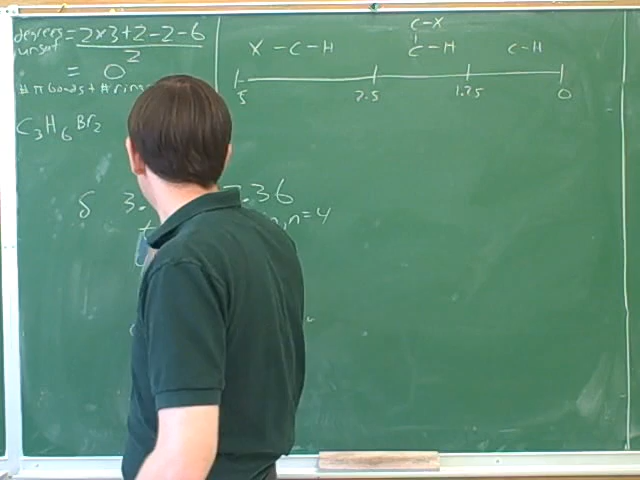 degrees unsat = 2×3+2-2-6
2
= 0
# π bonds + # rings
C3H6Br2
δ 3. 2.36
n, n=4
C-X
X-C-H C-H C-H
5 2.5 1.25 0